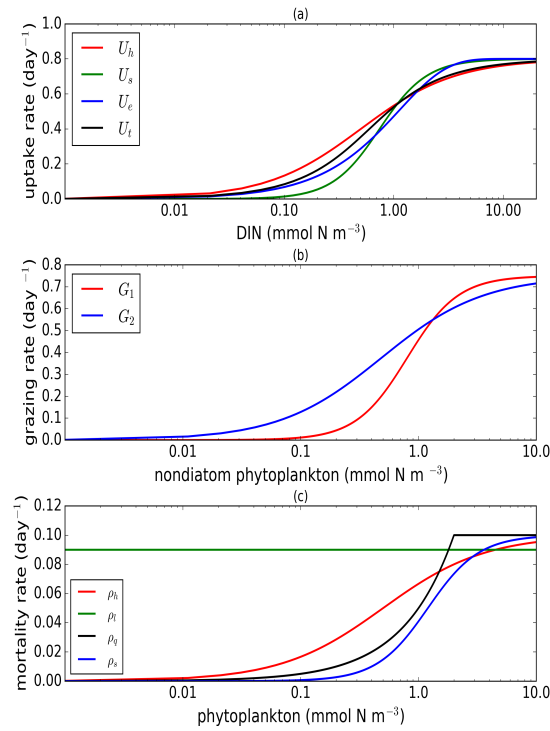 (a)
uptake rate (day⁻¹)
1.0
0.8
0.6
0.4
0.2
0.0
U_h
U_s
U_e
U_t
0.01 0.10 1.00 10.00
DIN (mmol N m⁻³)
(b)
grazing rate (day⁻¹)
0.8
0.7
0.6
0.5
0.4
0.3
0.2
0.1
0.0
G_1
G_2
0.01 0.1 1.0 10.0
nondiatom phytoplankton (mmol N m⁻³)
(c)
mortality rate (day⁻¹)
0.12
0.10
0.08
0.06
0.04
0.02
0.00
ρ_h
ρ_l
ρ_q
ρ_s
0.01 0.1 1.0 10.0
phytoplankton (mmol N m⁻³)